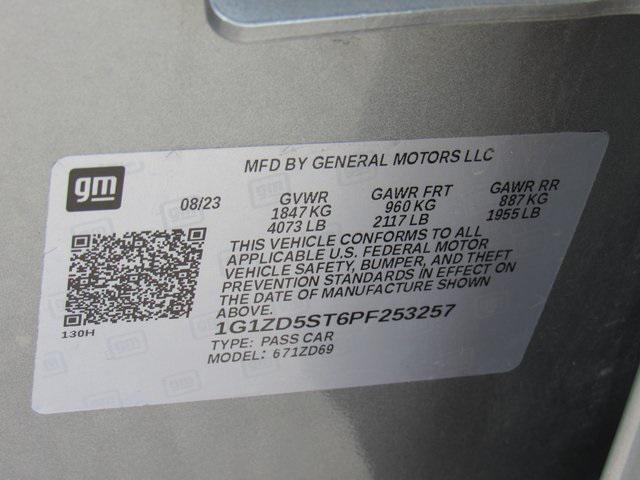 MFD BY GENERAL MOTORS LLC
gm
08/23
GVWR
1847 KG
4073 LB
GAWR FRT
960 KG
2117 LB
GAWR RR
887 KG
1955 LB
THIS VEHICLE CONFORMS TO ALL
APPLICABLE U.S. FEDERAL MOTOR
VEHICLE SAFETY, BUMPER, AND THEFT
PREVENTION STANDARDS IN EFFECT ON
THE DATE OF MANUFACTURE SHOWN
ABOVE.
130H
1G1ZD5ST6PF253257
TYPE: PASS CAR
MODEL: 671ZD69